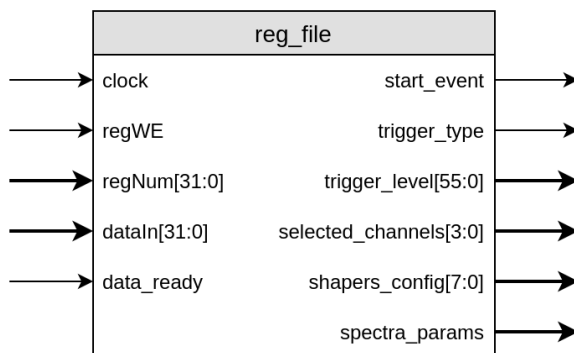 reg_file
clock start_event
regWE trigger_type
regNum[31:0] trigger_level[55:0]
dataIn[31:0] selected_channels[3:0]
data_ready shapers_config[7:0]
spectra_params